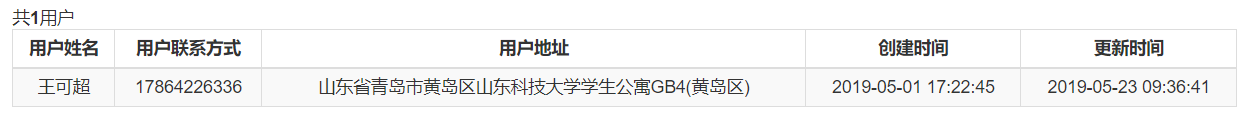 共1用户
用户姓名 用户联系方式 用户地址 创建时间 更新时间
王可超 17864226336 山东省青岛市黄岛区山东科技大学学生公寓GB4(黄岛区) 2019-05-01 17:22:45 2019-05-23 09:36:41